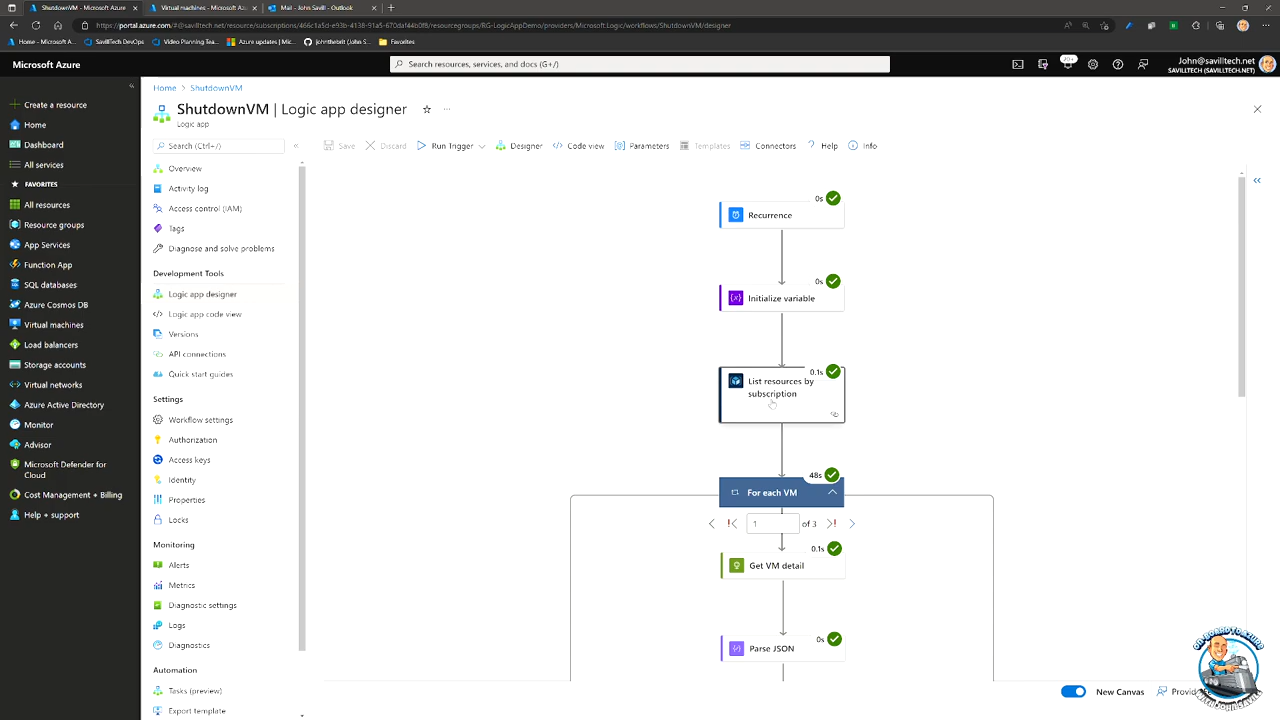 ShutdownVM - Microsoft Azure
Virtual machines - Microsoft Azure
Mail - John Savill - Outlook
https://portal.azure.com/#@savilltech.net/resource/subscriptions/466c1a5d-e93b-4138-91a5-670daf44b0f8/resourcegroups/RG-LogicAppDemo/providers/Microsoft.Logic/workflows/ShutdownVM/designer
Home - Microsoft A...
SavillTech DevOps
Video Planning Tea...
Azure updates | Mic...
johnthebrit (John S...
Favorites
Microsoft Azure
Search resources, services, and docs (G+/)
20+
John@savilltech.net
SAVILLTECH (SAVILLTECH.NET)
Create a resource
Home
Dashboard
All services
FAVORITES
All resources
Resource groups
App Services
Function App
SQL databases
Azure Cosmos DB
Virtual machines
Load balancers
Storage accounts
Virtual networks
Azure Active Directory
Monitor
Advisor
Microsoft Defender for
Cloud
Cost Management + Billing
Help + support
Home > ShutdownVM
ShutdownVM | Logic app designer
Logic app
Search (Ctrl+/)
Overview
Activity log
Access control (IAM)
Tags
Diagnose and solve problems
Development Tools
Logic app designer
Logic app code view
Versions
API connections
Quick start guides
Settings
Workflow settings
Authorization
Access keys
Identity
Properties
Locks
Monitoring
Alerts
Metrics
Diagnostic settings
Logs
Diagnostics
Automation
Tasks (preview)
Export template
Save
Discard
Run Trigger
Designer
Code view
Parameters
Templates
Connectors
Help
Info
0s
Recurrence
0s
Initialize variable
0.1s
List resources by
subscription
48s
For each VM
1 of 3
0.1s
Get VM detail
0s
Parse JSON
New Canvas
ON-BOARD TO AZURE
WITH JOHN SAVILL